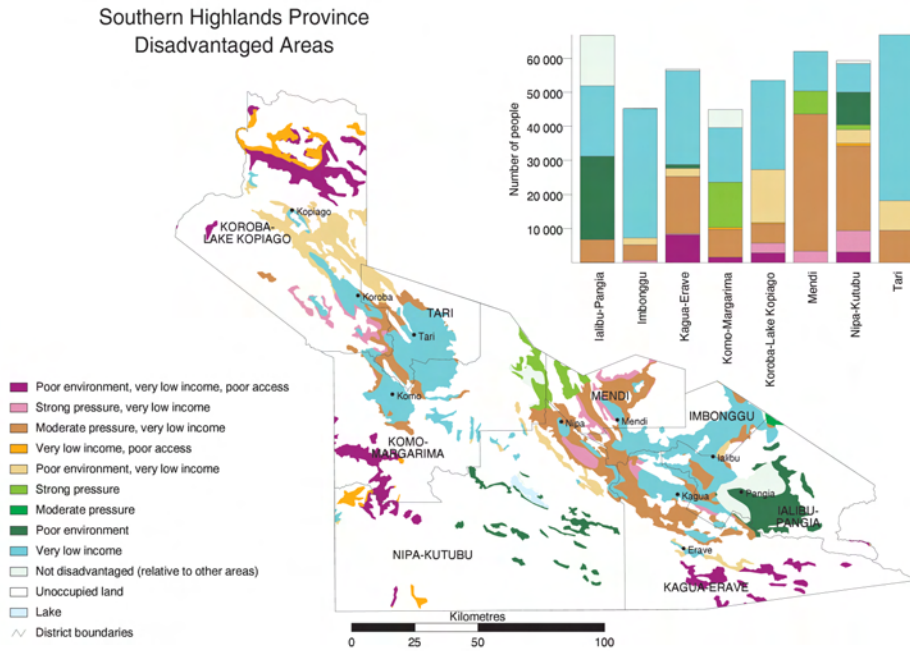 Southern Highlands Province
Disadvantaged Areas
60 000
50 000
40 000
30 000
20 000
10 000
Number of people
Ialibu-Pangia
Imbonggu
Kagua-Erave
Komo-Margarima
Koroba-Lake Kopiago
Mendi
Nipa-Kutubu
Tari
Kopiago
KOROBA-
LAKE KOPIAGO
Koroba
TARI
Tari
Komo
KOMO-
MARGARIMA
MENDI
Mendi
Nipa
IMBONGGU
Ialibu
Kagua
Pangia
IALIBU-
PANGIA
NIPA-KUTUBU
Erave
KAGUA-ERAVE
Poor environment, very low income, poor access
Strong pressure, very low income
Moderate pressure, very low income
Very low income, poor access
Poor environment, very low income
Strong pressure
Moderate pressure
Poor environment
Very low income
Not disadvantaged (relative to other areas)
Unoccupied land
Lake
District boundaries
Kilometres
0 25 50 100